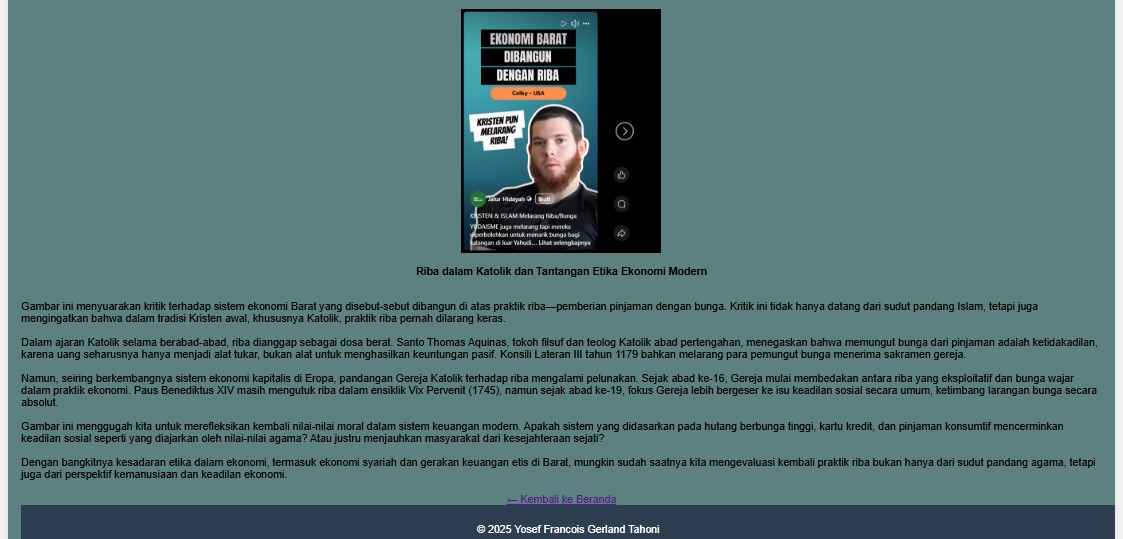 EKONOMI BARAT
DIBANGUN
DENGAN RIBA
Colby - USA
KRISTEN PUN
MELARANG
RIBA!
Jalur Hidayah
Ikuti
KRISTEN & ISLAM Melarang Riba/Bunga
YUDAISME juga melarang tapi mereka
diperbolehkan untuk menarik bunga bagi
kalangan di luar Yahudi... Lihat selengkapnya
Riba dalam Katolik dan Tantangan Etika Ekonomi Modern
Gambar ini menyuarakan kritik terhadap sistem ekonomi Barat yang disebut-sebut dibangun di atas praktik riba—pemberian pinjaman dengan bunga. Kritik ini tidak hanya datang dari sudut pandang Islam, tetapi juga
mengingatkan bahwa dalam tradisi Kristen awal, khususnya Katolik, praktik riba pernah dilarang keras.
Dalam ajaran Katolik selama berabad-abad, riba dianggap sebagai dosa berat. Santo Thomas Aquinas, tokoh filsuf dan teolog Katolik abad pertengahan, menegaskan bahwa memungut bunga dari pinjaman adalah ketidakadilan,
karena uang seharusnya hanya menjadi alat tukar, bukan alat untuk menghasilkan keuntungan pasif. Konsili Lateran III tahun 1179 bahkan melarang para pemungut bunga menerima sakramen gereja.
Namun, seiring berkembangnya sistem ekonomi kapitalis di Eropa, pandangan Gereja Katolik terhadap riba mengalami pelunakan. Sejak abad ke-16, Gereja mulai membedakan antara riba yang eksploitatif dan bunga wajar
dalam praktik ekonomi. Paus Benediktus XIV masih mengutuk riba dalam ensiklik Vix Pervenit (1745), namun sejak abad ke-19, fokus Gereja lebih bergeser ke isu keadilan sosial secara umum, ketimbang larangan bunga secara
absolut.
Gambar ini menggugah kita untuk merefleksikan kembali nilai-nilai moral dalam sistem keuangan modern. Apakah sistem yang didasarkan pada hutang berbunga tinggi, kartu kredit, dan pinjaman konsumtif mencerminkan
keadilan sosial seperti yang diajarkan oleh nilai-nilai agama? Atau justru menjauhkan masyarakat dari kesejahteraan sejati?
Dengan bangkitnya kesadaran etika dalam ekonomi, termasuk ekonomi syariah dan gerakan keuangan etis di Barat, mungkin sudah saatnya kita mengevaluasi kembali praktik riba bukan hanya dari sudut pandang agama, tetapi
juga dari perspektif kemanusiaan dan keadilan ekonomi.
← Kembali ke Beranda
© 2025 Yosef Francois Gerland Tahoni